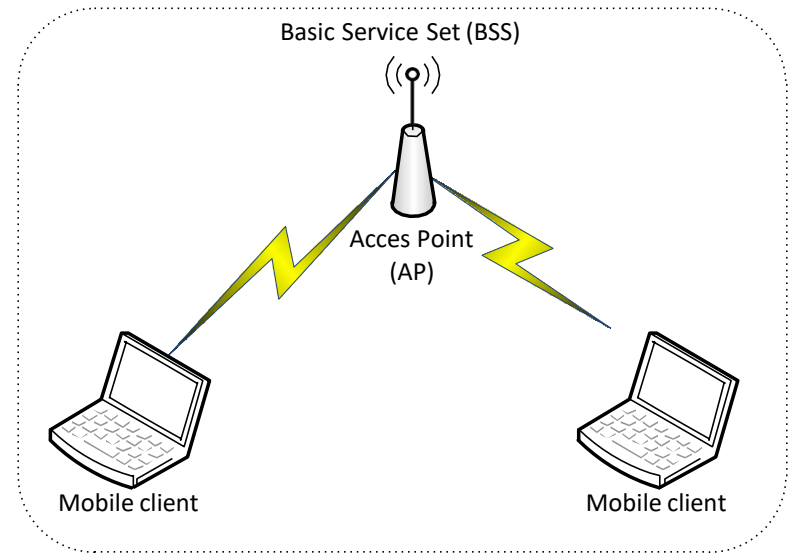 Basic Service Set (BSS)
Acces Point
(AP)
Mobile client
Mobile client